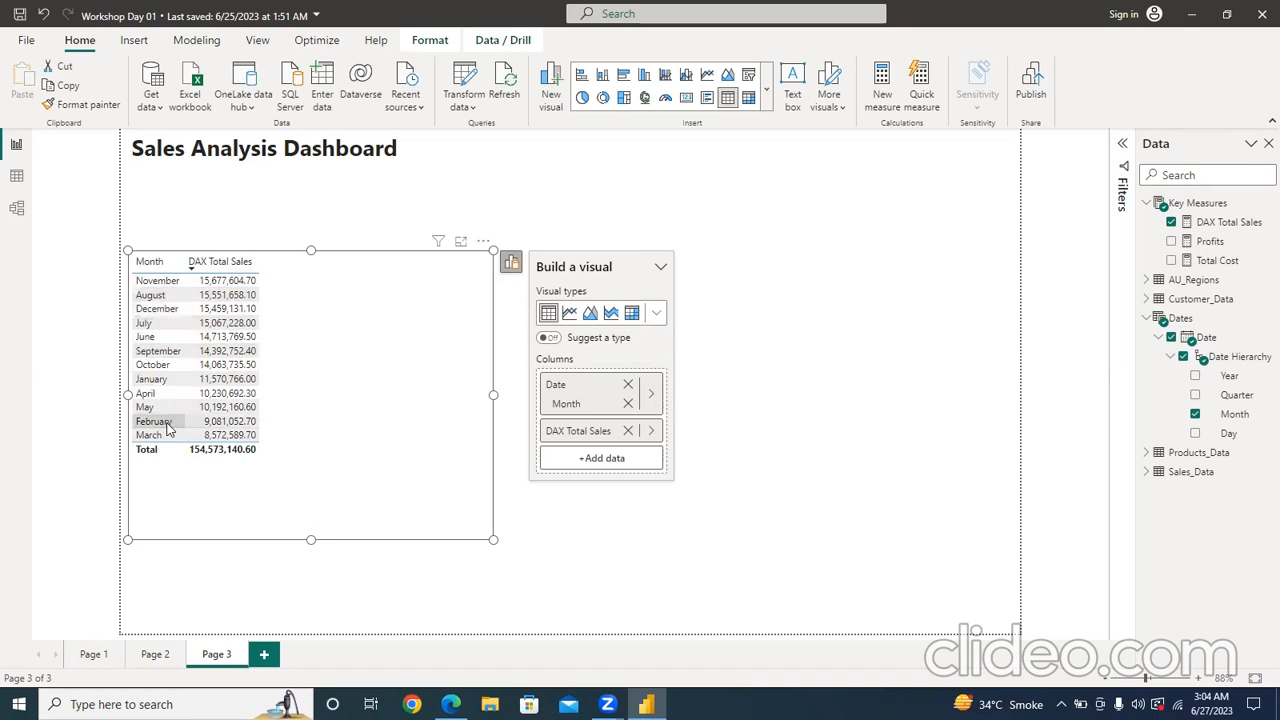 Workshop Day 01 • Last saved: 6/25/2023 at 1:51 AM
Search
Sign in
File
Home
Insert
Modeling
View
Optimize
Help
Format
Data / Drill
Paste
Cut
Copy
Format painter
Get data
Excel workbook
OneLake data hub
SQL Server
Enter data
Dataverse
Recent sources
Transform data
Refresh
New visual
Text box
More visuals
New measure
Quick measure
Sensitivity
Publish
Clipboard
Data
Queries
Insert
Calculations
Sensitivity
Share
Sales Analysis Dashboard
Month DAX Total Sales
November 15,677,604.70
August 15,551,658.10
December 15,459,131.10
July 15,067,228.00
June 14,713,769.50
September 14,392,752.40
October 14,063,735.50
January 11,570,766.00
April 10,230,692.30
May 10,192,160.60
February 9,081,052.70
March 8,572,589.70
Total 154,573,140.60
Build a visual
Visual types
Off Suggest a type
Columns
Date
Month
DAX Total Sales
+Add data
Filters
Data
Search
Key Measures
DAX Total Sales
Profits
Total Cost
AU_Regions
Customer_Data
Dates
Date
Date Hierarchy
Year
Quarter
Month
Day
Products_Data
Sales_Data
Page 1
Page 2
Page 3
Page 3 of 3
88%
clideo.com
Type here to search
34°C Smoke
3:04 AM
6/27/2023